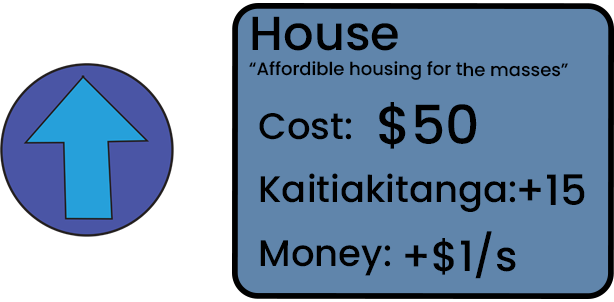 House
“Affordible housing for the masses”
Cost: $50
Kaitiakitanga:+15
Money: +$1/s